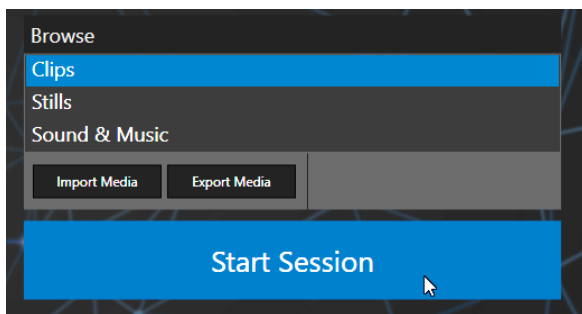 Browse
Clips
Stills
Sound & Music
Import Media Export Media
Start Session